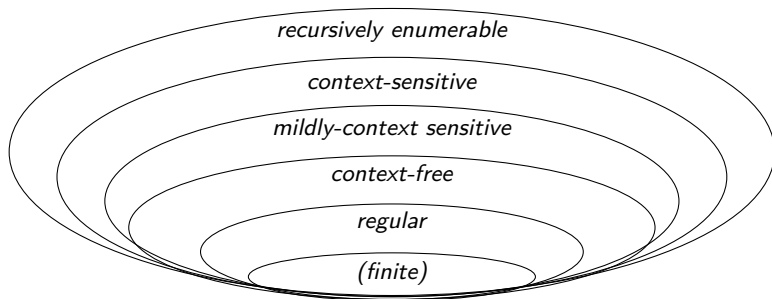 recursively enumerable
context-sensitive
mildly-context sensitive
context-free
regular
(finite)